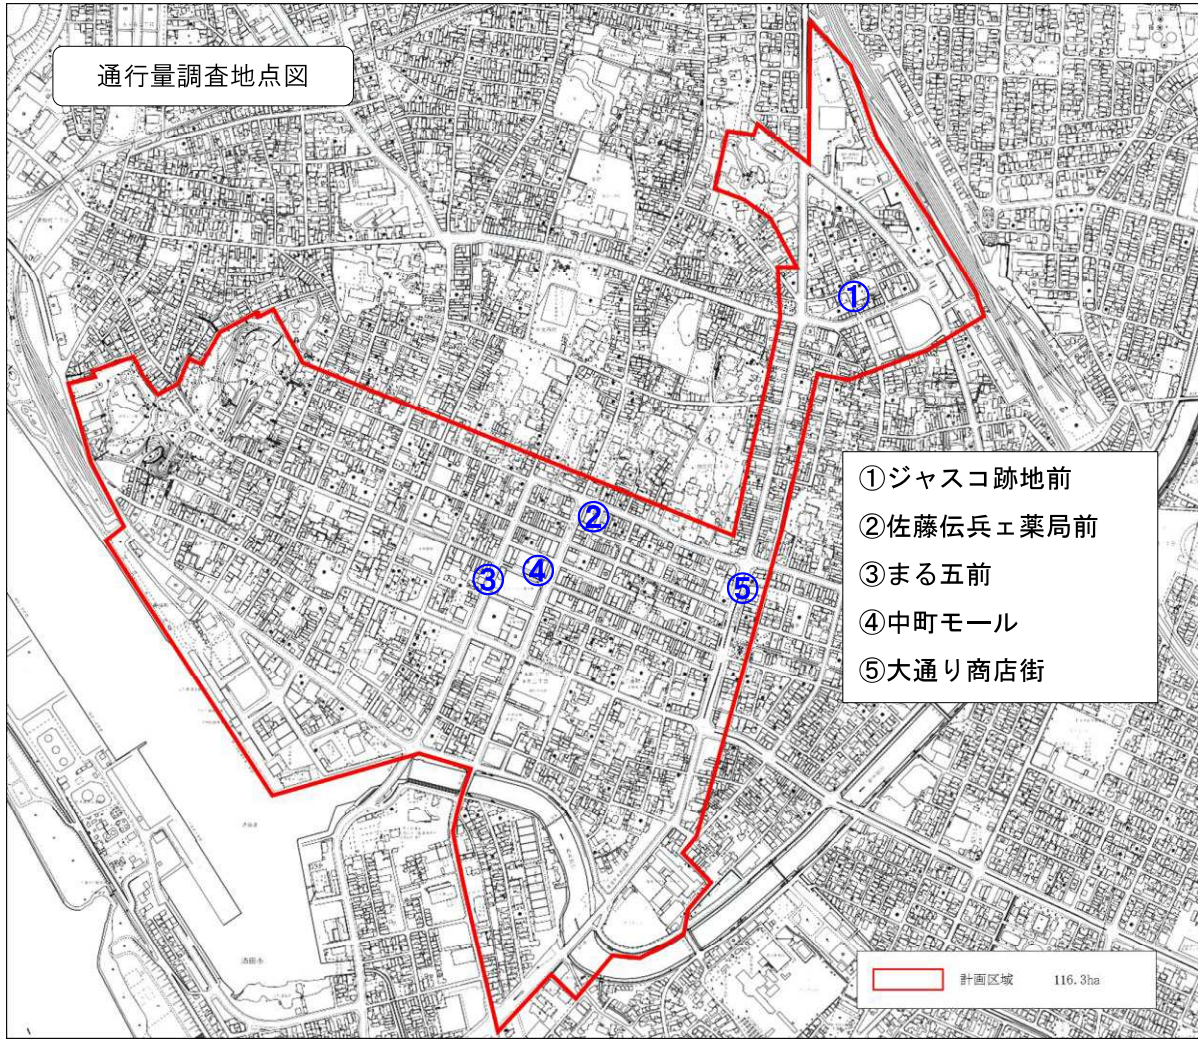 通行量調査地点図
①
②
③
④
⑤
①ジャスコ跡地前
②佐藤伝兵ェ薬局前
③まる五前
④中町モール
⑤大通り商店街
計画区域 116.3ha